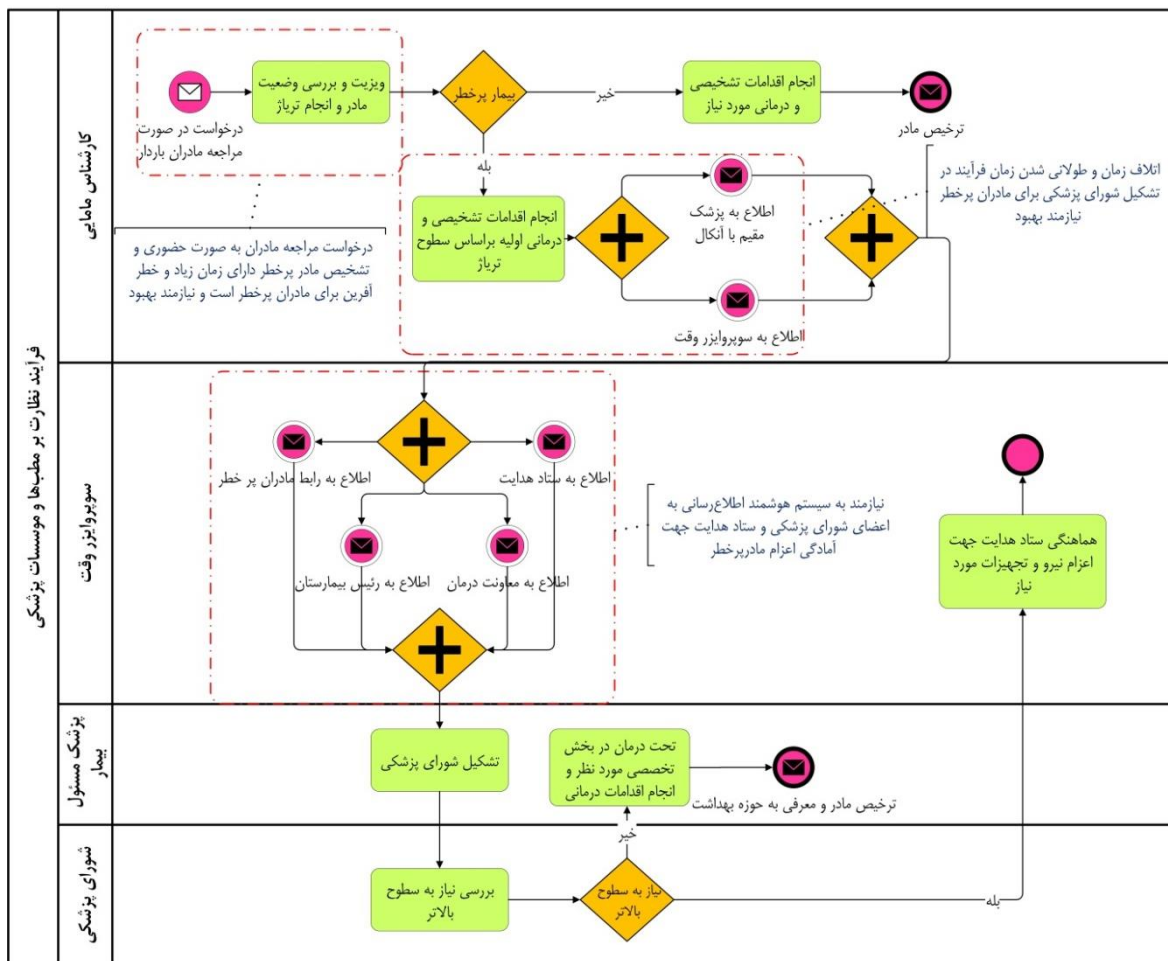 فرآیند نظارت بر مطب‌ها و موسسات پزشکی
کارشناس مامایی
درخواست در صورت
مراجعه مادران باردار
ویزیت و بررسی وضعیت
مادر و انجام تریاژ
بیمار پرخطر
خیر
انجام اقدامات تشخیصی
و درمانی مورد نیاز
ترخیص مادر
بله
انجام اقدامات تشخیصی و
درمانی اولیه براساس سطوح
تریاژ
اطلاع به پزشک
مقیم با آنکال
اطلاع به سوپروایزر وقت
اتلاف زمان و طولانی شدن زمان فرآیند در
تشکیل شورای پزشکی برای مادران پرخطر
نیازمند بهبود
درخواست مراجعه مادران به صورت حضوری و
تشخیص مادر پرخطر دارای زمان زیاد و خطر
آفرین برای مادران پرخطر است و نیازمند بهبود
سوپروایزر وقت
اطلاع به رابط مادران پر خطر
اطلاع به ستاد هدایت
اطلاع به رئیس بیمارستان
اطلاع به معاونت درمان
نیازمند به سیستم هوشمند اطلاع‌رسانی به
اعضای شورای پزشکی و ستاد هدایت جهت
آمادگی اعزام مادرپرخطر
هماهنگی ستاد هدایت جهت
اعزام نیرو و تجهیزات مورد
نیاز
پزشک مسئول
بیمار
تشکیل شورای پزشکی
تحت درمان در بخش
تخصصی مورد نظر و
انجام اقدامات درمانی
ترخیص مادر و معرفی به حوزه بهداشت
شورای پزشکی
بررسی نیاز به سطوح
بالاتر
نیاز به سطوح
بالاتر
خیر
بله